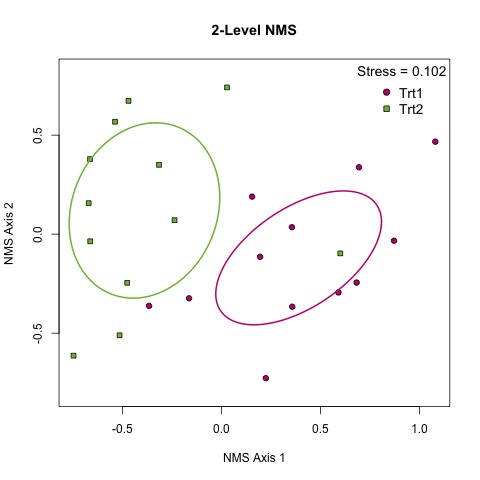 2-Level NMS
Stress = 0.102
Trt1
Trt2
NMS Axis 2
0.5
0.0
-0.5
-0.5
0.0
0.5
1.0
NMS Axis 1